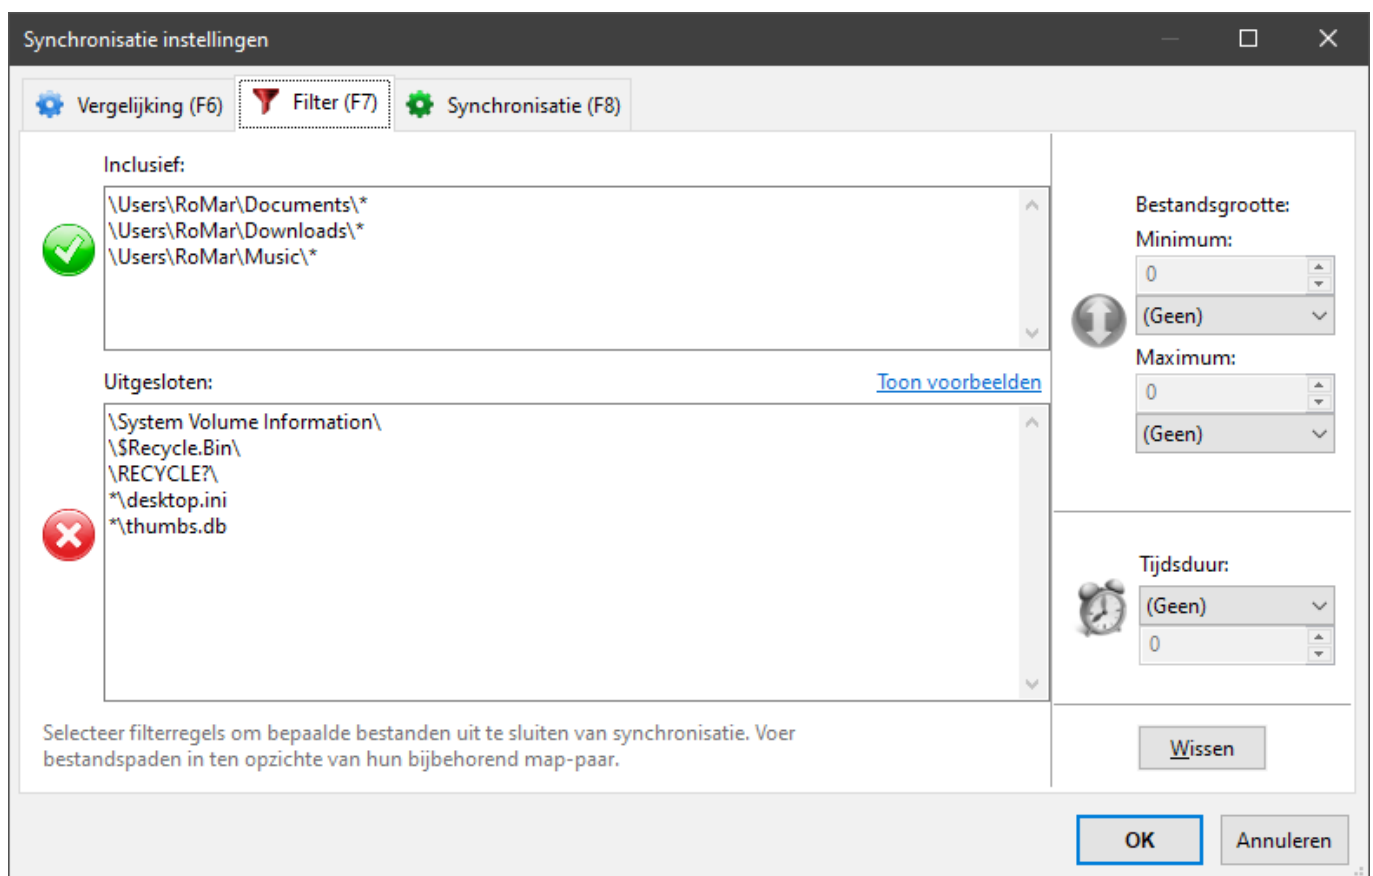 Synchronisatie instellingen
Vergelijking (F6)
Filter (F7)
Synchronisatie (F8)
Inclusief:
\Users\RoMar\Documents\*
\Users\RoMar\Downloads\*
\Users\RoMar\Music\*
Uitgesloten:
Toon voorbeelden
\System Volume Information\
\$Recycle.Bin\
\RECYCLE?\
*\desktop.ini
*\thumbs.db
Selecteer filterregels om bepaalde bestanden uit te sluiten van synchronisatie. Voer
bestandspaden in ten opzichte van hun bijbehorend map-paar.
Bestandsgrootte:
Minimum:
0
(Geen)
Maximum:
0
(Geen)
Tijdsduur:
(Geen)
0
Wissen
OK
Annuleren